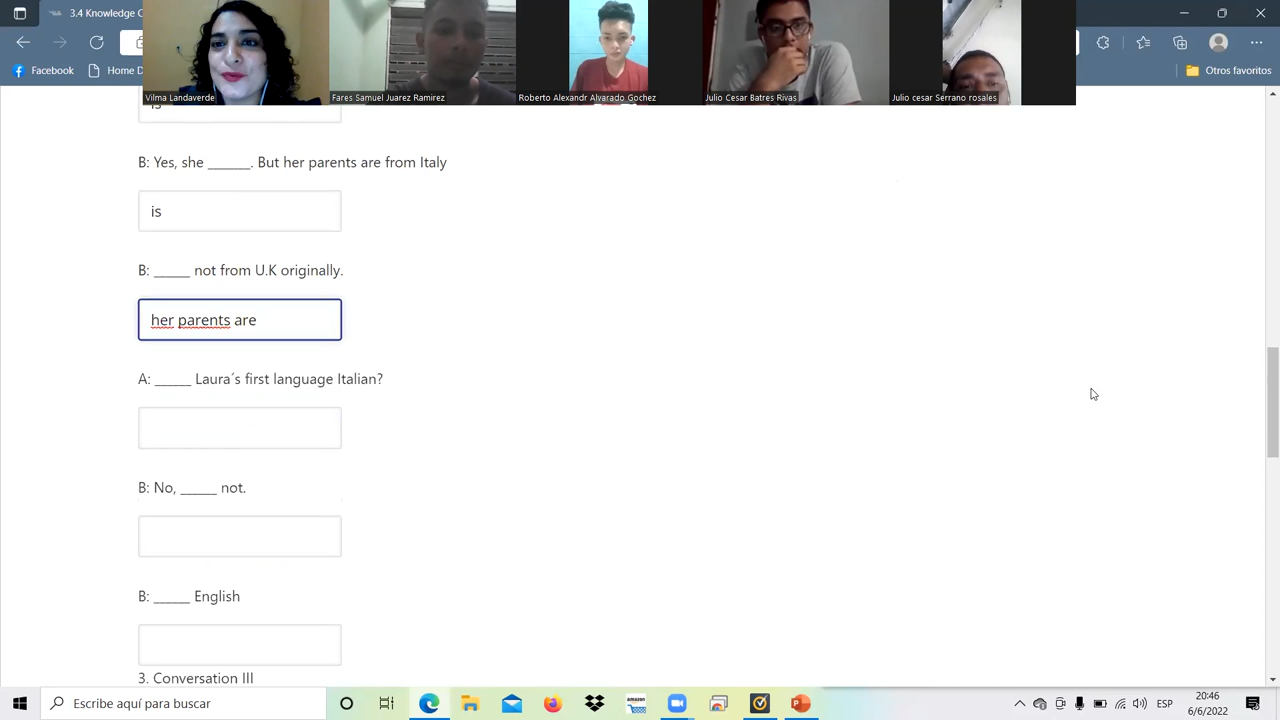 3.4 Knowledge C
Facebook
Home D
Otros favoritos
Vilma Landaverde
Fares Samuel Juarez Ramirez
Roberto Alexandr Alvarado Gochez
Julio Cesar Batres Rivas
Julio cesar Serrano rosales
is
B: Yes, she ______. But her parents are from Italy
is
B: _____ not from U.K originally.
her parents are
A: _____ Laura´s first language Italian?
B: No, _____ not.
B: _____ English
3. Conversation III
Escribe aquí para buscar
amazon
ESP
20:46
6/06/2022